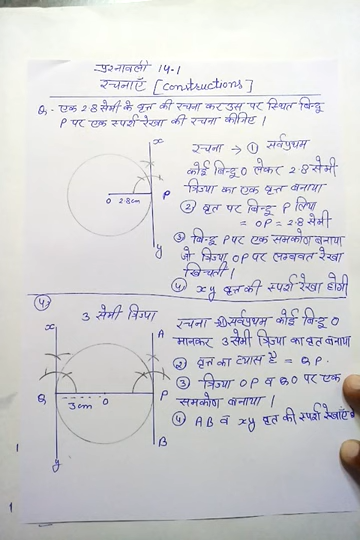 प्रश्नावली 14.1
रचनाएँ [constructions]
Q.- एक 2.8 सेमी के वृत्त की रचना कर उस पर स्थित बिन्दू
P पर एक स्पर्श रेखा की रचना कीजिए ।
x
रचना → ① सर्वप्रथम
कोई बिन्दू O लेकर 2.8 सेमी
त्रिज्या का एक वृत्त बनाया
O 2.8cm P
② वृत्त पर बिन्दू P लिया
= OP = 2.8 सेमी
③ बिन्दू P पर एक समकोण बनाया
जो त्रिज्या OP पर लम्बवत रेखा
खिचती ।
y
④ xy वृत्त की स्पर्श रेखा होगी
4)
3 सेमी त्रिज्या
रचना ① सर्वप्रथम कोई बिन्दू O
मानकर 3 सेमी त्रिज्या का वृत्त बनाया
x A
② वृत्त का व्यास है = QP.
③ त्रिज्या OP व QO पर एक
समकोण बनाया ।
Q 3cm O P
④ AB व xy वृत की स्पर्श रेखाएँ
B
y